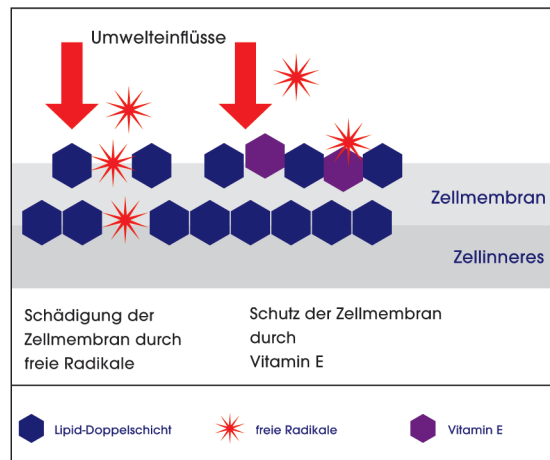 Umwelteinflüsse
Zellmembran
Zellinneres
Schädigung der
Zellmembran durch
freie Radikale
Schutz der Zellmembran
durch
Vitamin E
Lipid-Doppelschicht
freie Radikale
Vitamin E